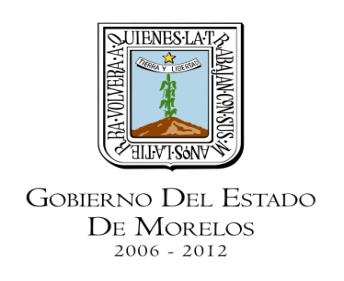 LA·TIERRA·VOLVERA·A·QUIENES·LA·TRABAJAN·CON·SUS·MANOS
TIERRA Y LIBERTAD
GOBIERNO DEL ESTADO
DE MORELOS
2006 - 2012